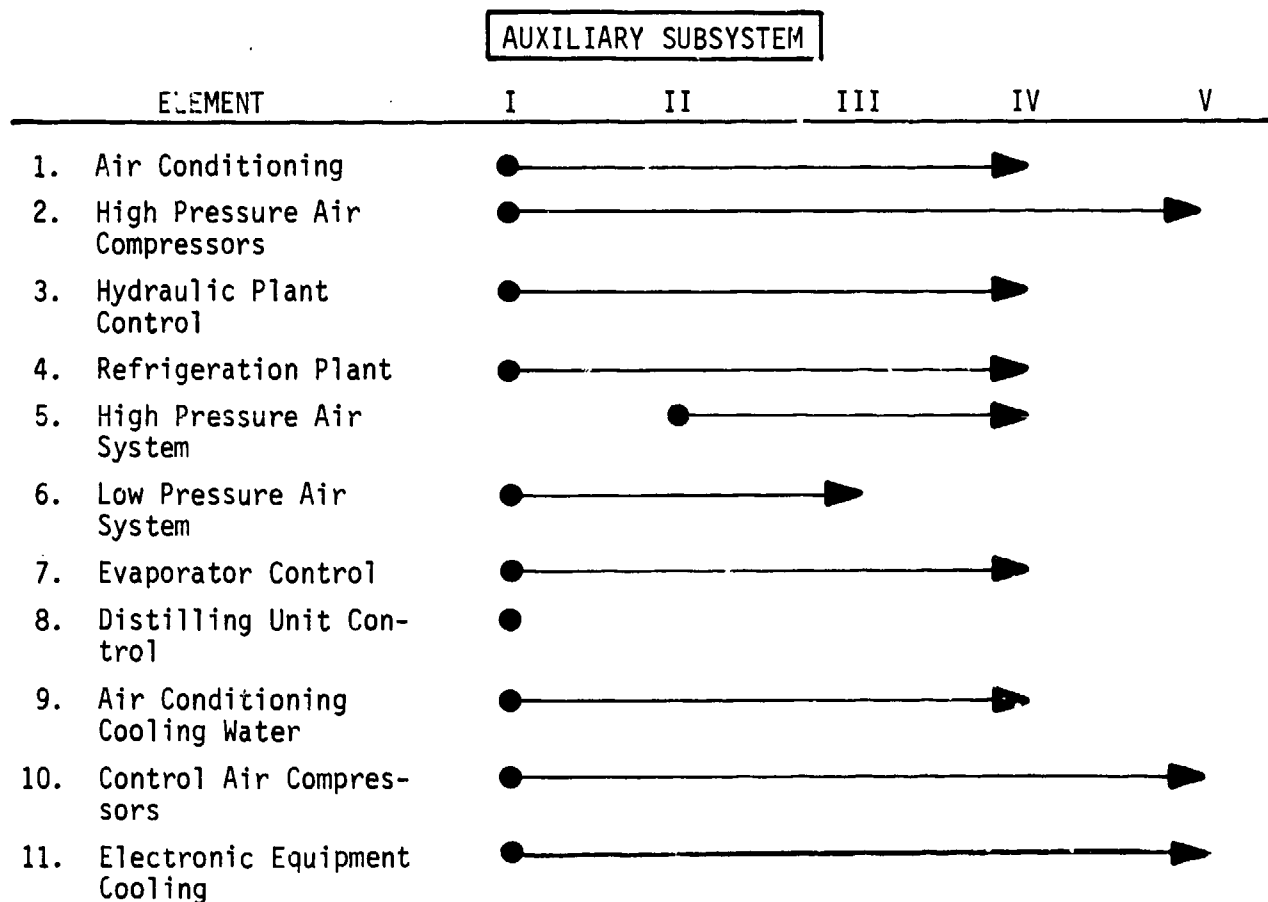 AUXILIARY SUBSYSTEM
ELEMENT I II III IV V
1. Air Conditioning
2. High Pressure Air
Compressors
3. Hydraulic Plant
Control
4. Refrigeration Plant
5. High Pressure Air
System
6. Low Pressure Air
System
7. Evaporator Control
8. Distilling Unit Con-
trol
9. Air Conditioning
Cooling Water
10. Control Air Compres-
sors
11. Electronic Equipment
Cooling